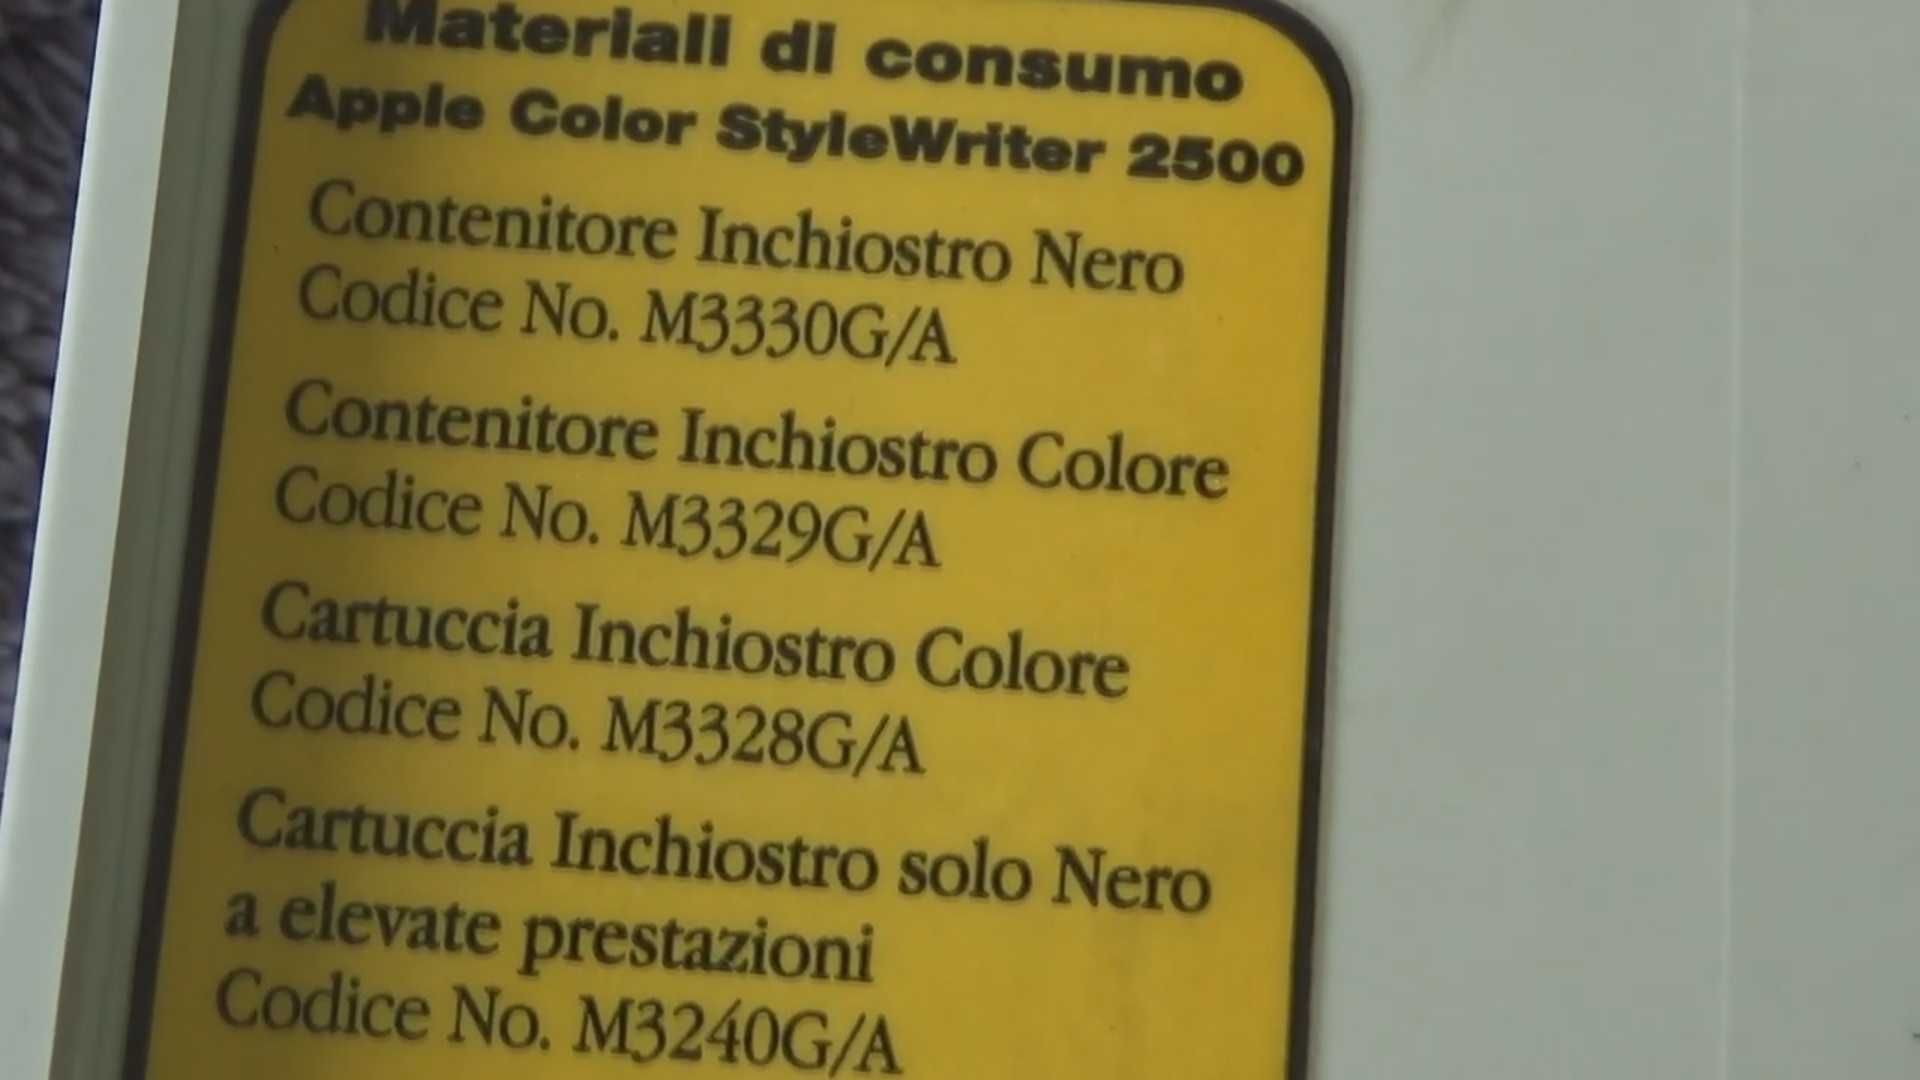 Materiali di consumo
Apple Color StyleWriter 2500
Contenitore Inchiostro Nero
Codice No. M3330G/A
Contenitore Inchiostro Colore
Codice No. M3329G/A
Cartuccia Inchiostro Colore
Codice No. M3328G/A
Cartuccia Inchiostro solo Nero
a elevate prestazioni
Codice No. M3240G/A